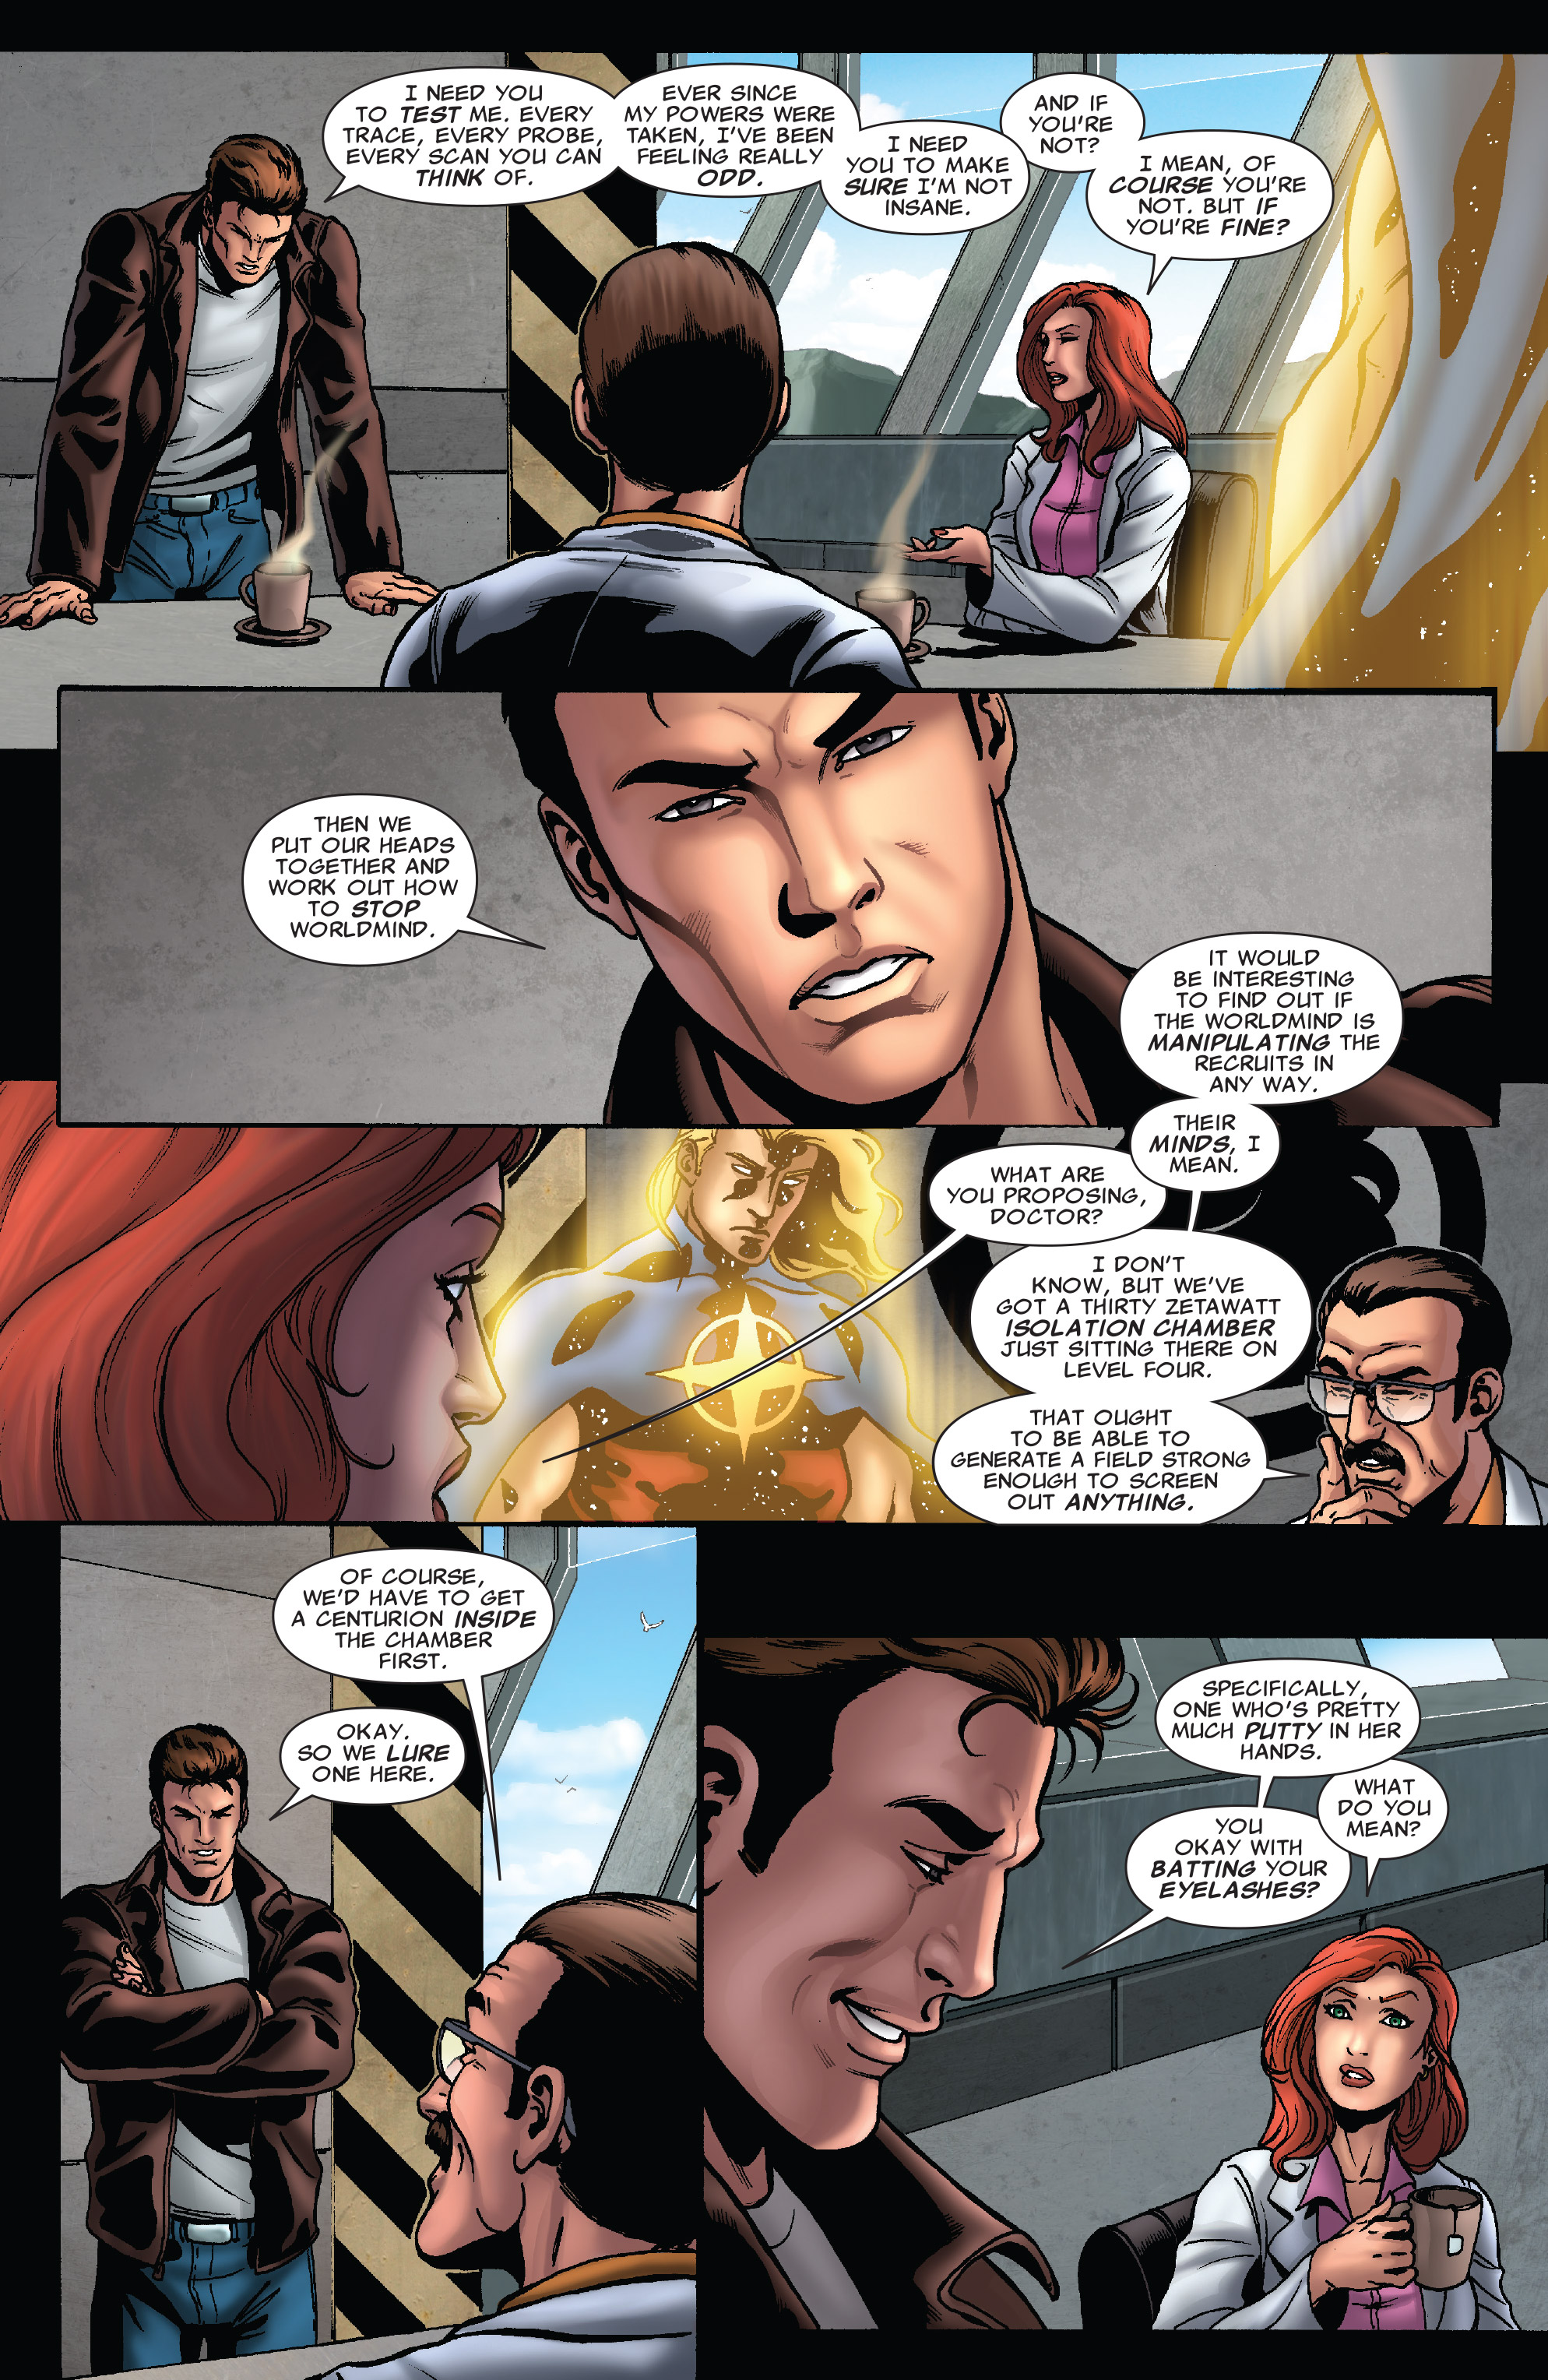 I NEED YOU
TO TEST ME. EVERY
TRACE, EVERY PROBE,
EVERY SCAN YOU CAN
THINK OF.
EVER SINCE
MY POWERS WERE
TAKEN, I'VE BEEN
FEELING REALLY
ODD.
I NEED
YOU TO MAKE
SURE I'M NOT
INSANE.
AND IF
YOU'RE
NOT?
I MEAN, OF
COURSE YOU'RE
NOT. BUT IF
YOU'RE FINE?
THEN WE
PUT OUR HEADS
TOGETHER AND
WORK OUT HOW
TO STOP
WORLDMIND.
IT WOULD
BE INTERESTING
TO FIND OUT IF
THE WORLDMIND IS
MANIPULATING THE
RECRUITS IN
ANY WAY.
THEIR
MINDS, I
MEAN.
WHAT ARE
YOU PROPOSING,
DOCTOR?
I DON'T
KNOW, BUT WE'VE
GOT A THIRTY ZETAWATT
ISOLATION CHAMBER
JUST SITTING THERE ON
LEVEL FOUR.
THAT OUGHT
TO BE ABLE TO
GENERATE A FIELD STRONG
ENOUGH TO SCREEN
OUT ANYTHING.
OF COURSE,
WE'D HAVE TO GET
A CENTURION INSIDE
THE CHAMBER
FIRST.
OKAY.
SO WE LURE
ONE HERE.
SPECIFICALLY,
ONE WHO'S PRETTY
MUCH PUTTY IN HER
HANDS.
WHAT
DO YOU
MEAN?
YOU
OKAY WITH
BATTING YOUR
EYELASHES?